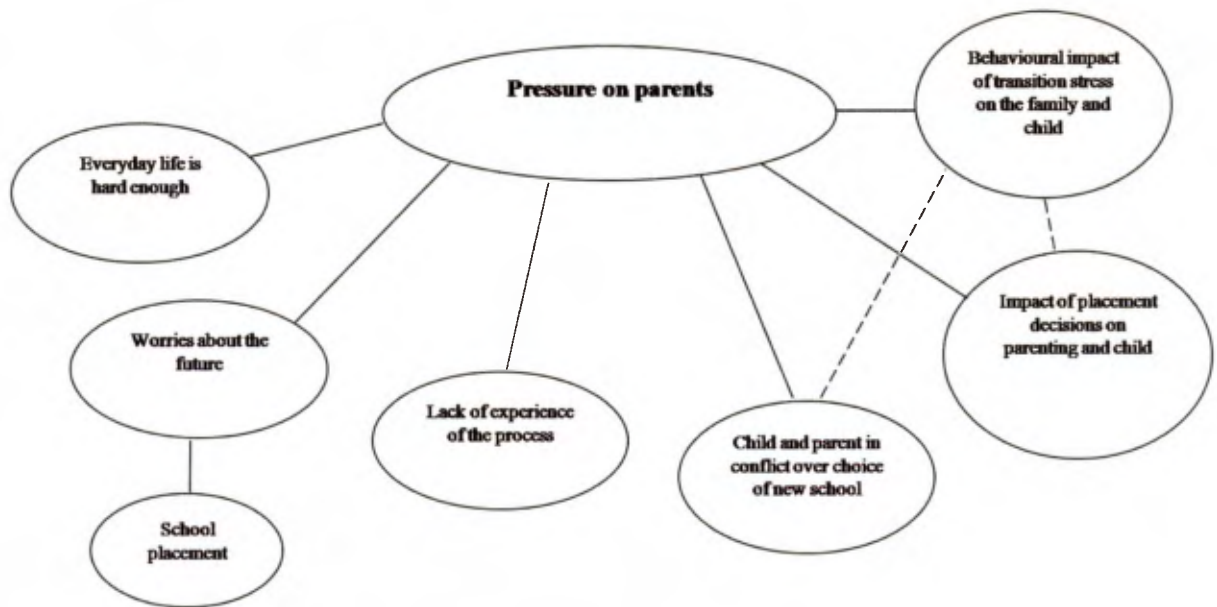 Pressure on parents
Behavioural impact
of transition stress
on the family and
child
Everyday life is
hard enough
Worries about the
future
Impact of placement
decisions on
parenting and child
Lack of experience
of the process
Child and parent in
conflict over choice
of new school
School
placement